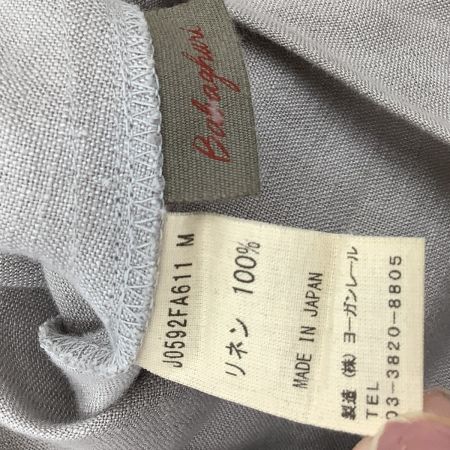 Babaghuri
J0592FA611 M
リネン 100%
MADE IN JAPAN
製造 (株) ヨーガンレール
TEL
03-3820-8805